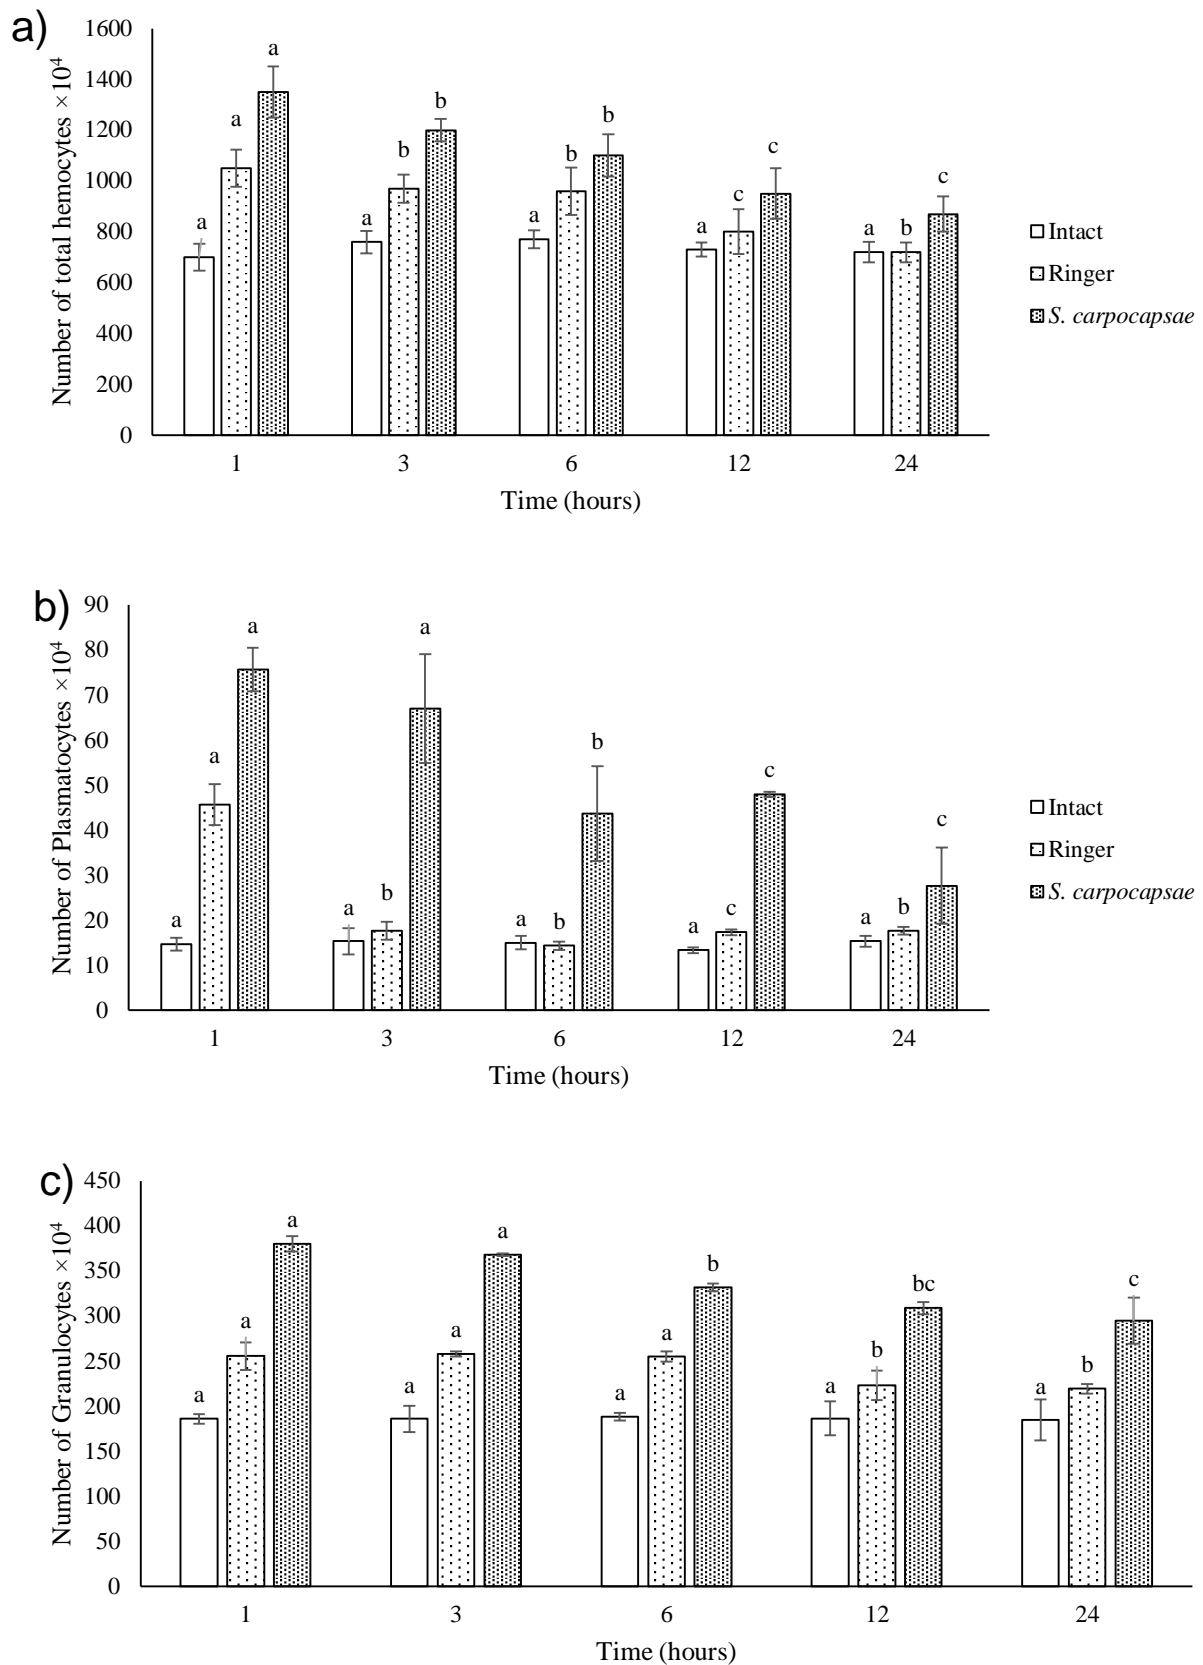 a)
Number of total hemocytes ×10⁴
1600
1400
1200
1000
800
600
400
200
0
a a a
a b b
a b b
a c c
a b c
1 3 6 12 24
Time (hours)
Intact
Ringer
S. carpocapsae
b)
Number of Plasmatocytes ×10⁴
90
80
70
60
50
40
30
20
10
0
a a a
a b a
a b b
a c c
a b c
1 3 6 12 24
Time (hours)
Intact
Ringer
S. carpocapsae
c)
Number of Granulocytes ×10⁴
450
400
350
300
250
200
150
100
50
0
a a a
a a a
a a b
a b bc
a b c
1 3 6 12 24
Time (hours)